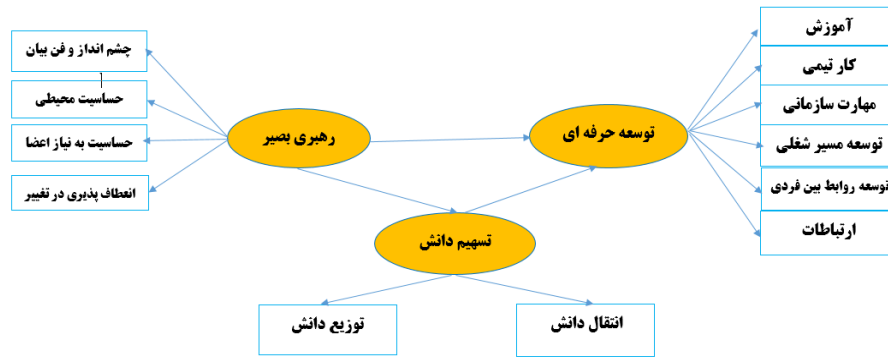 آموزش
کار تیمی
مهارت سازمانی
توسعه مسیر شغلی
توسعه روابط بین فردی
ارتباطات
توسعه حرفه ای
رهبری بصیر
تسهیم دانش
چشم انداز و فن بیان
حساسیت محیطی
حساسیت به نیاز اعضا
انعطاف پذیری در تغییر
انتقال دانش
توزیع دانش